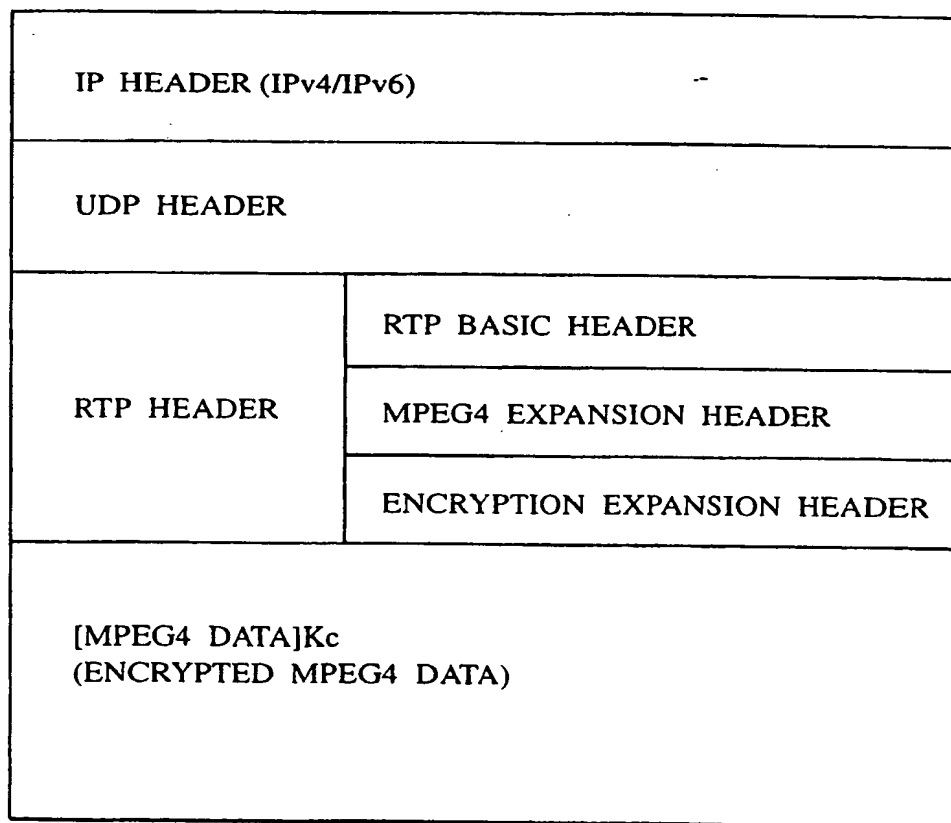 IP HEADER (IPv4/IPv6)
UDP HEADER
RTP HEADER
RTP BASIC HEADER
MPEG4 EXPANSION HEADER
ENCRYPTION EXPANSION HEADER
[MPEG4 DATA]Kc
(ENCRYPTED MPEG4 DATA)